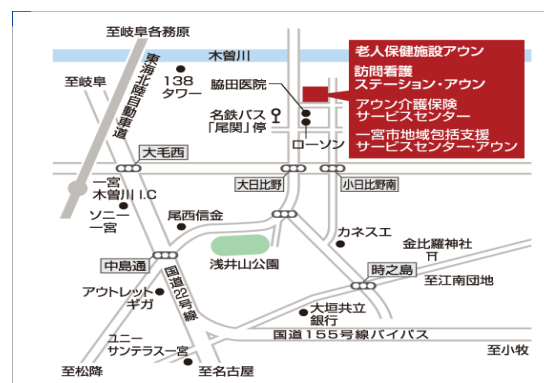 至岐阜各務原
木曽川
老人保健施設アウン
訪問看護
ステーション・アウン
アウン介護保険
サービスセンター
一宮市地域包括支援
サービスセンター・アウン
至岐阜
東海北陸自動車道
138
タワー
脇田医院
名鉄バス
「尾関」停
ローソン
大毛西
大日比野
小日比野南
一宮
木曽川I.C
ソニー
一宮
尾西信金
カネスエ
金比羅神社
浅井山公園
中島通
時之島
至江南団地
アウトレット
ギガ
国道22号線
大垣共立
銀行
国道155号線バイパス
ユニー
サンテラス一宮
至小牧
至松降
至名古屋